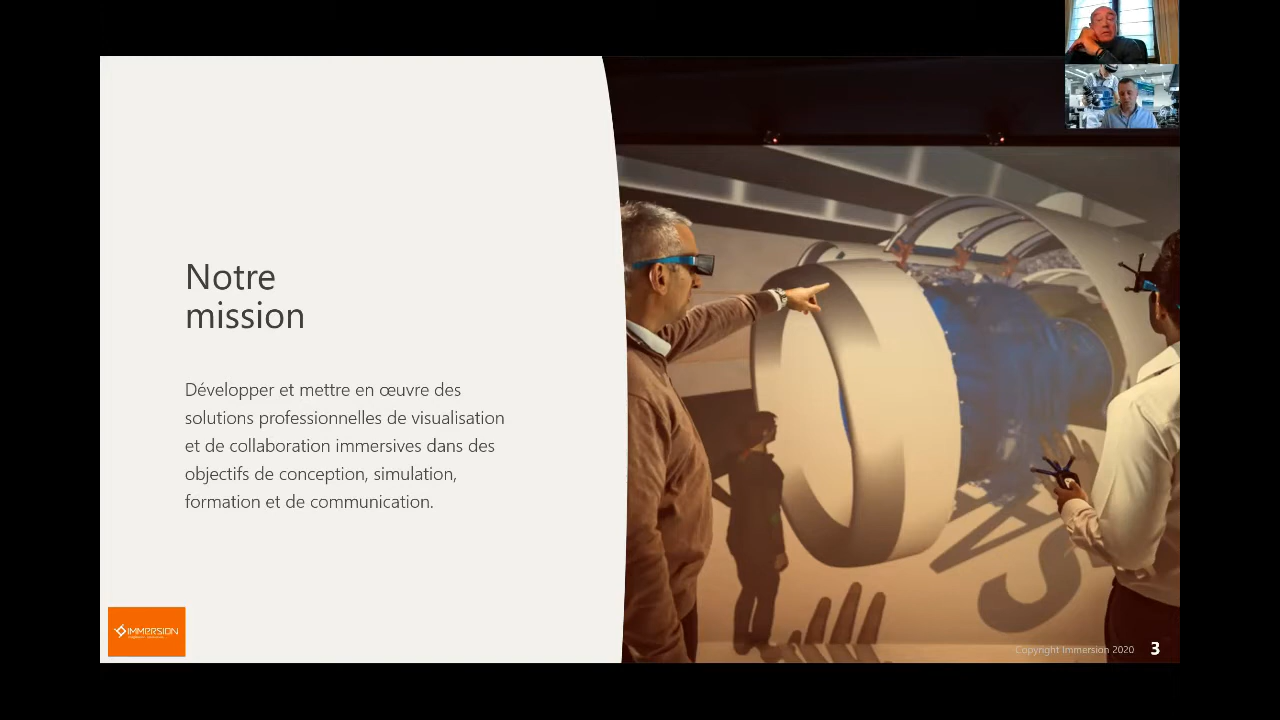 Notre
mission
Développer et mettre en œuvre des
solutions professionnelles de visualisation
et de collaboration immersives dans des
objectifs de conception, simulation,
formation et de communication.
IMMERSION
Copyright Immersion 2020
3